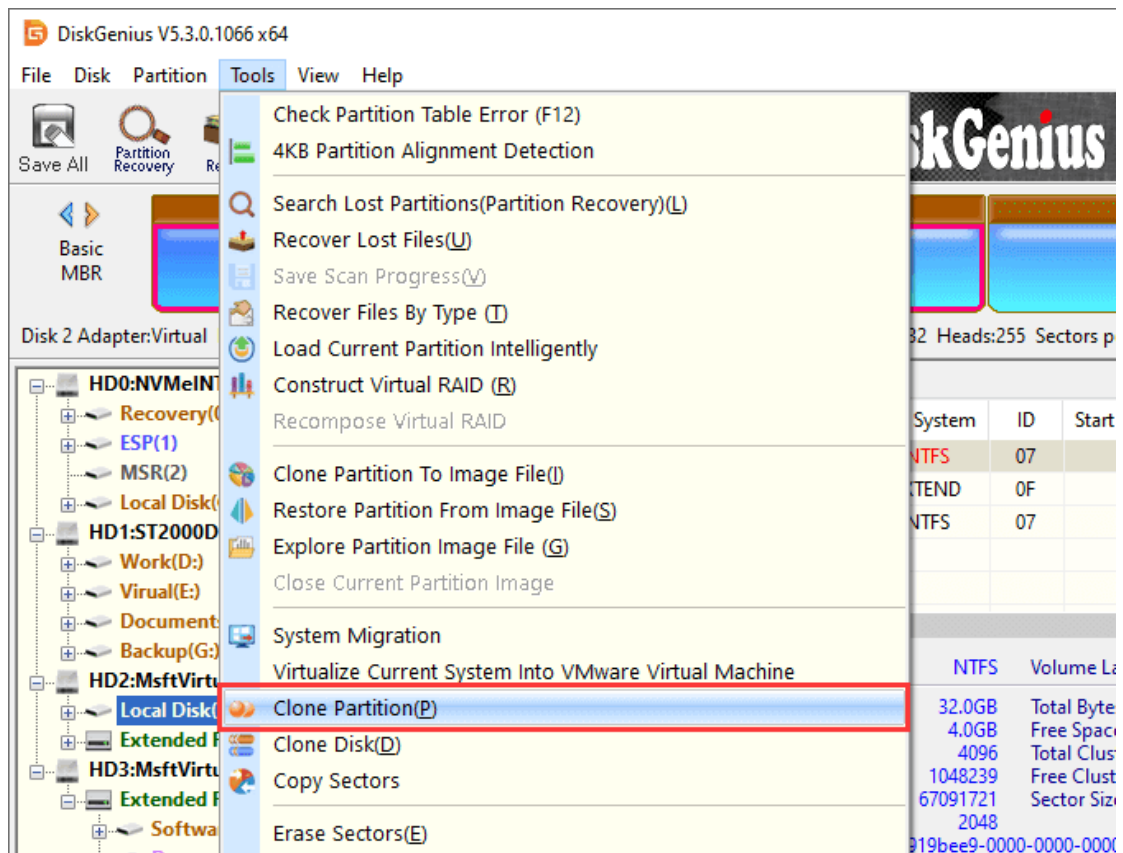 DiskGenius V5.3.0.1066 x64
File Disk Partition Tools View Help
Save All
Partition
Recovery
Basic
MBR
Disk 2 Adapter:Virtual
Heads:255 Sectors
Check Partition Table Error (F12)
4KB Partition Alignment Detection
Search Lost Partitions(Partition Recovery)(L)
Recover Lost Files(U)
Save Scan Progress(V)
Recover Files By Type (T)
Load Current Partition Intelligently
Construct Virtual RAID (R)
Recompose Virtual RAID
Clone Partition To Image File(I)
Restore Partition From Image File(S)
Explore Partition Image File (G)
Close Current Partition Image
System Migration
Virtualize Current System Into VMware Virtual Machine
Clone Partition(P)
Clone Disk(D)
Copy Sectors
Erase Sectors(E)
HD0:NVMeINT
Recovery(
ESP(1)
MSR(2)
Local Disk(
HD1:ST2000D
Work(D:)
Virual(E:)
Document
Backup(G:)
HD2:MsftVirtu
Local Disk(
Extended
HD3:MsftVirtu
Extended
Softwa
skGenius
System ID Start
NTFS 07
XTEND 0F
NTFS 07
NTFS Volume La
32.0GB Total Byte
4.0GB Free Space
4096 Total Clus
1048239 Free Clust
67091721 Sector Size
2048
919bee9-0000-0000-0000